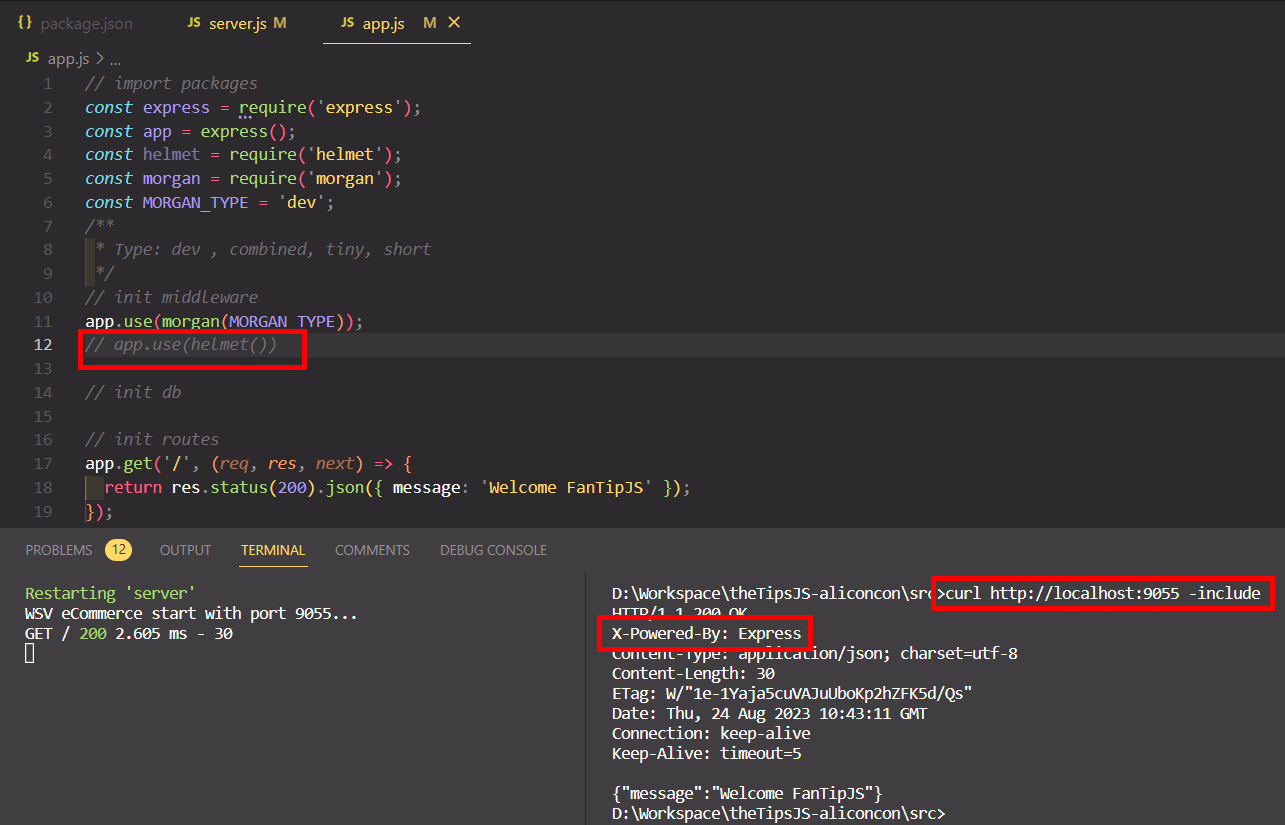 {} package.json JS server.js M JS app.js M ×
JS app.js > ...
1 // import packages
2 const express = require('express');
3 const app = express();
4 const helmet = require('helmet');
5 const morgan = require('morgan');
6 const MORGAN_TYPE = 'dev';
7 /**
8 * Type: dev , combined, tiny, short
9 */
10 // init middleware
11 app.use(morgan(MORGAN_TYPE));
12 // app.use(helmet())
13
14 // init db
15
16 // init routes
17 app.get('/', (req, res, next) => {
18 return res.status(200).json({ message: 'Welcome FanTipJS' });
19 });
PROBLEMS 12 OUTPUT TERMINAL COMMENTS DEBUG CONSOLE
Restarting 'server'
WSV eCommerce start with port 9055...
GET / 200 2.605 ms - 30
D:\Workspace\theTipsJS-aliconcon\src>curl http://localhost:9055 -include
HTTP/1.1 200 OK
X-Powered-By: Express
Content-Type: application/json; charset=utf-8
Content-Length: 30
ETag: W/"1e-1Yaja5cuVAJuUboKp2hZFK5d/Qs"
Date: Thu, 24 Aug 2023 10:43:11 GMT
Connection: keep-alive
Keep-Alive: timeout=5
{"message":"Welcome FanTipJS"}
D:\Workspace\theTipsJS-aliconcon\src>